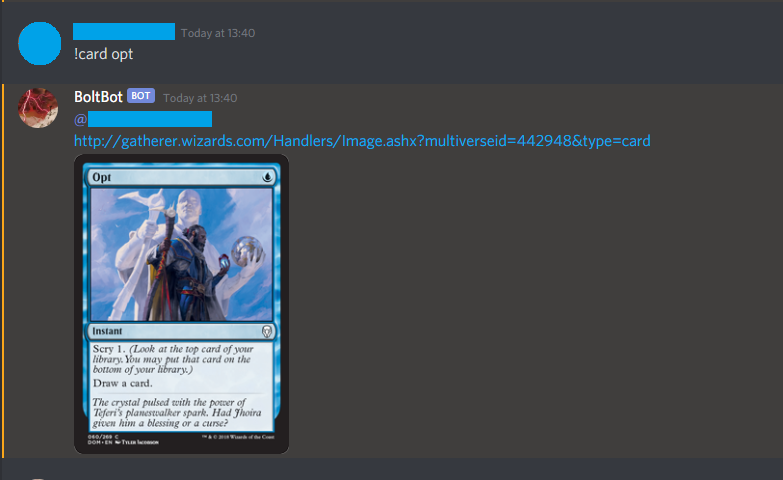 Today at 13:40
!card opt
BoltBot BOT Today at 13:40
@
http://gatherer.wizards.com/Handlers/Image.ashx?multiverseid=442948&type=card
Opt
Instant
Scry 1. (Look at the top card of your
library. You may put that card on the
bottom of your library.)
Draw a card.
The crystal pulsed with the power of
Teferi's planeswalker spark. Had Jhoira
given him a blessing or a curse?
060/269 C
DOM • EN Tyler Jacobson
™ & © 2018 Wizards of the Coast